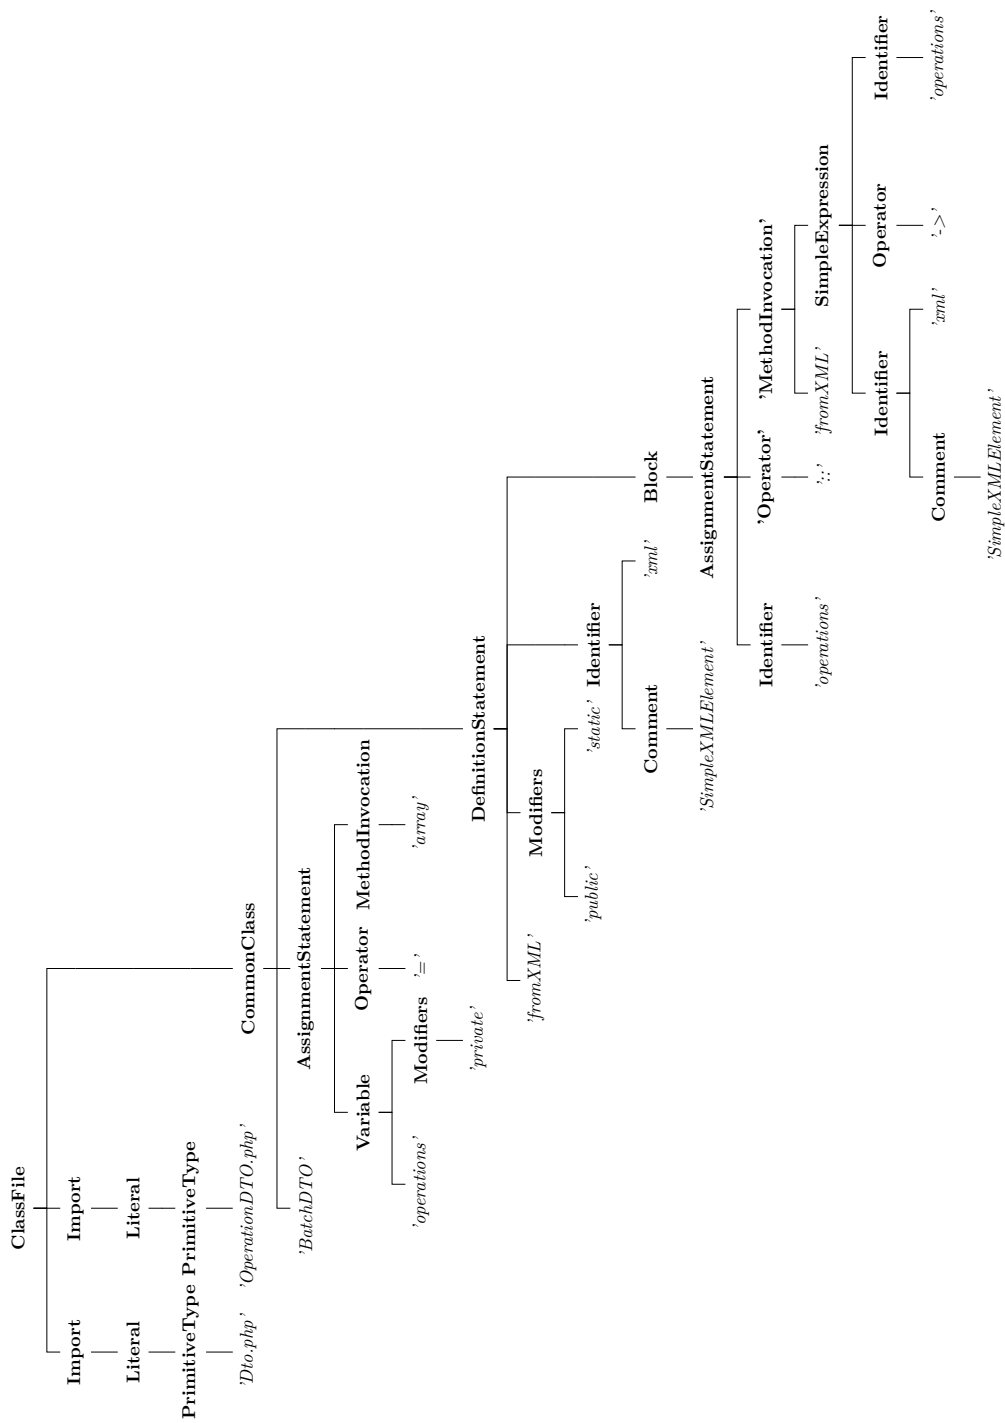 ClassFile
Import Import CommonClass
Literal Literal
PrimitiveType PrimitiveType
'Dto.php' 'OperationDTO.php'
'BatchDTO' AssignmentStatement DefinitionStatement
Variable Operator MethodInvocation
'operations' Modifiers '=' 'array'
'private'
'fromXML' Modifiers Identifier Block
'public' 'static' Comment 'xml'
'SimpleXMLElement'
AssignmentStatement
Identifier 'Operator' 'MethodInvocation'
'operations' '::' 'fromXML' SimpleExpression
Identifier Operator Identifier
Comment 'xml' '->' 'operations'
'SimpleXMLElement'